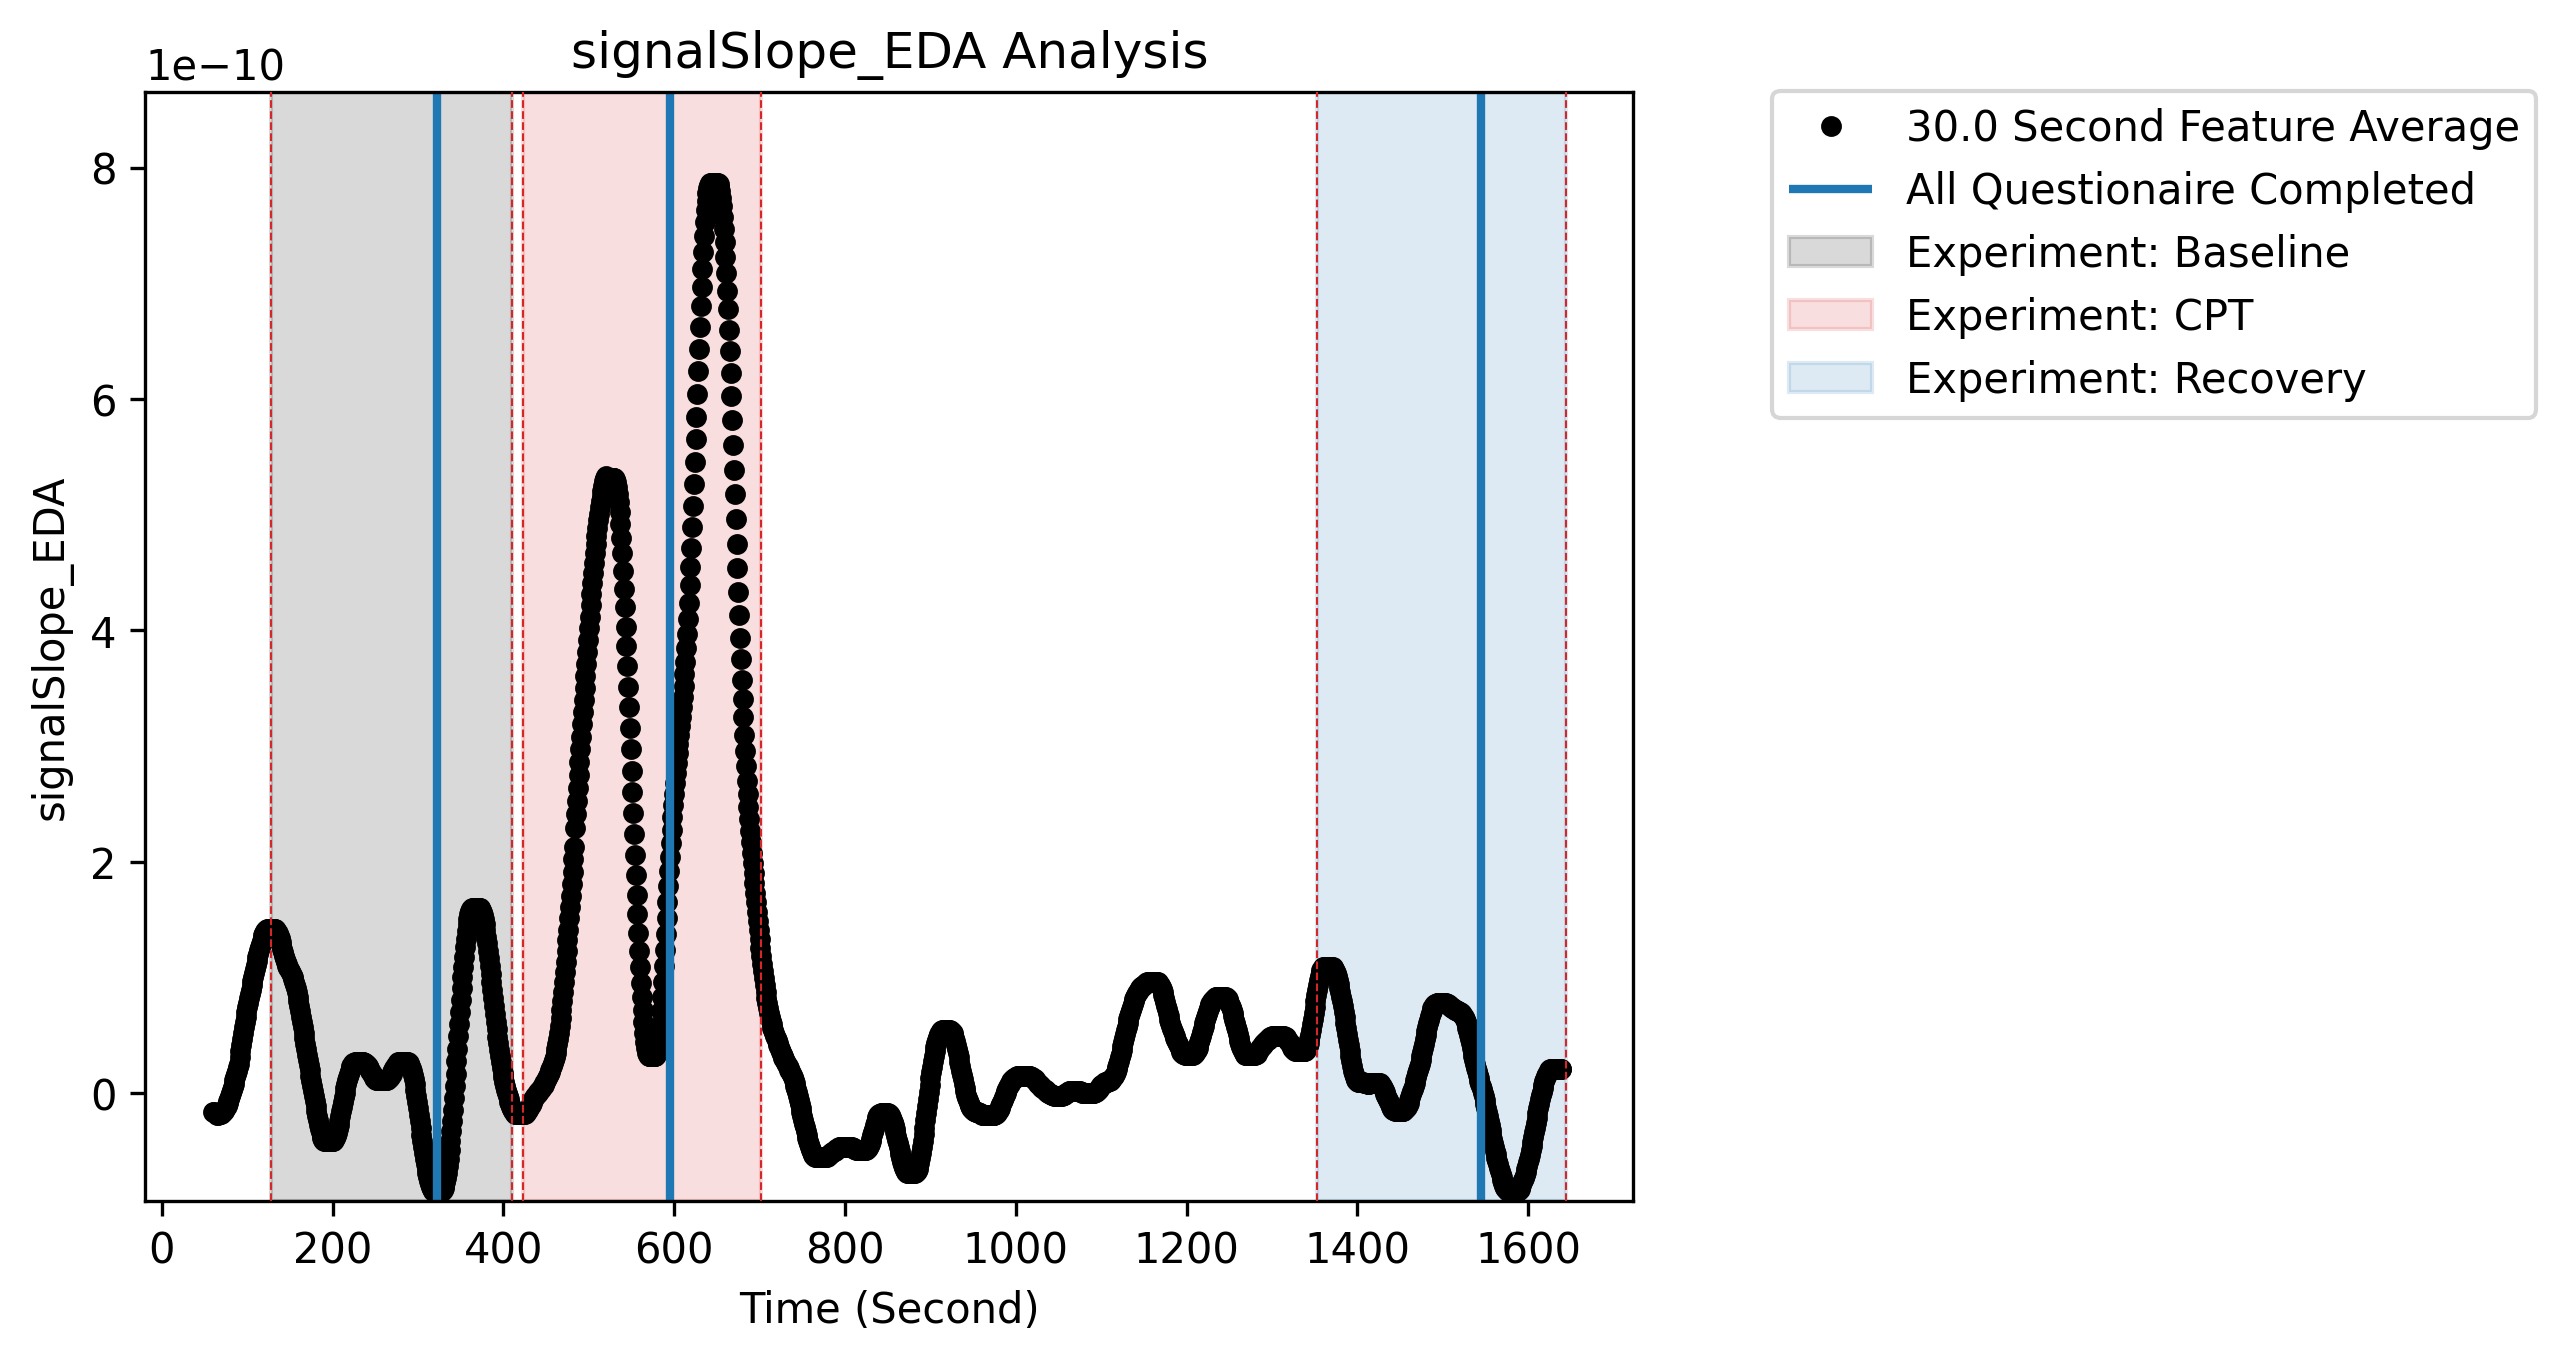 signalSlope_EDA Analysis
1e−10
8
6
4
2
0
signalSlope_EDA
0 200 400 600 800 1000 1200 1400 1600
Time (Second)
30.0 Second Feature Average
All Questionaire Completed
Experiment: Baseline
Experiment: CPT
Experiment: Recovery